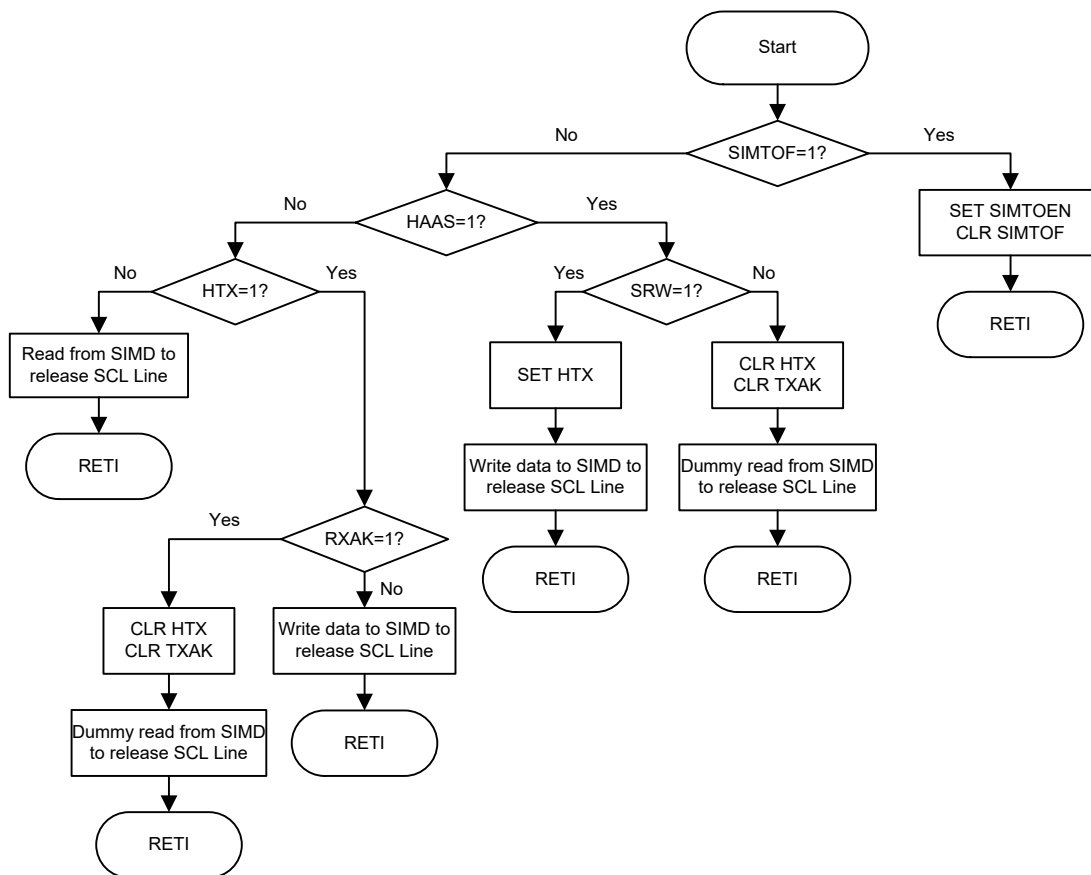 Start
No
Yes
SIMTOF=1?
No
Yes
HAAS=1?
SET SIMTOEN
CLR SIMTOF
No
Yes
HTX=1?
Yes
No
SRW=1?
RETI
Read from SIMD to
release SCL Line
SET HTX
CLR HTX
CLR TXAK
RETI
Write data to SIMD to
release SCL Line
Dummy read from SIMD
to release SCL Line
Yes
RXAK=1?
No
RETI
RETI
CLR HTX
CLR TXAK
Write data to SIMD to
release SCL Line
Dummy read from SIMD
to release SCL Line
RETI
RETI